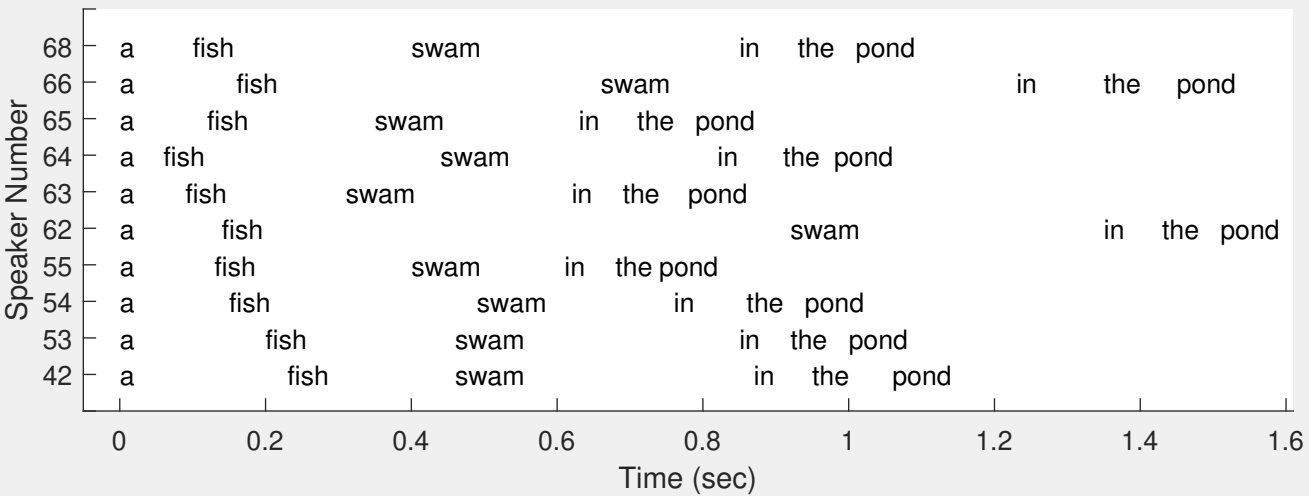 68 a fish swam in the pond
66 a fish swam in the pond
65 a fish swam in the pond
64 a fish swam in the pond
63 a fish swam in the pond
62 a fish swam in the pond
55 a fish swam in the pond
54 a fish swam in the pond
53 a fish swam in the pond
42 a fish swam in the pond
Speaker Number
0 0.2 0.4 0.6 0.8 1 1.2 1.4 1.6
Time (sec)